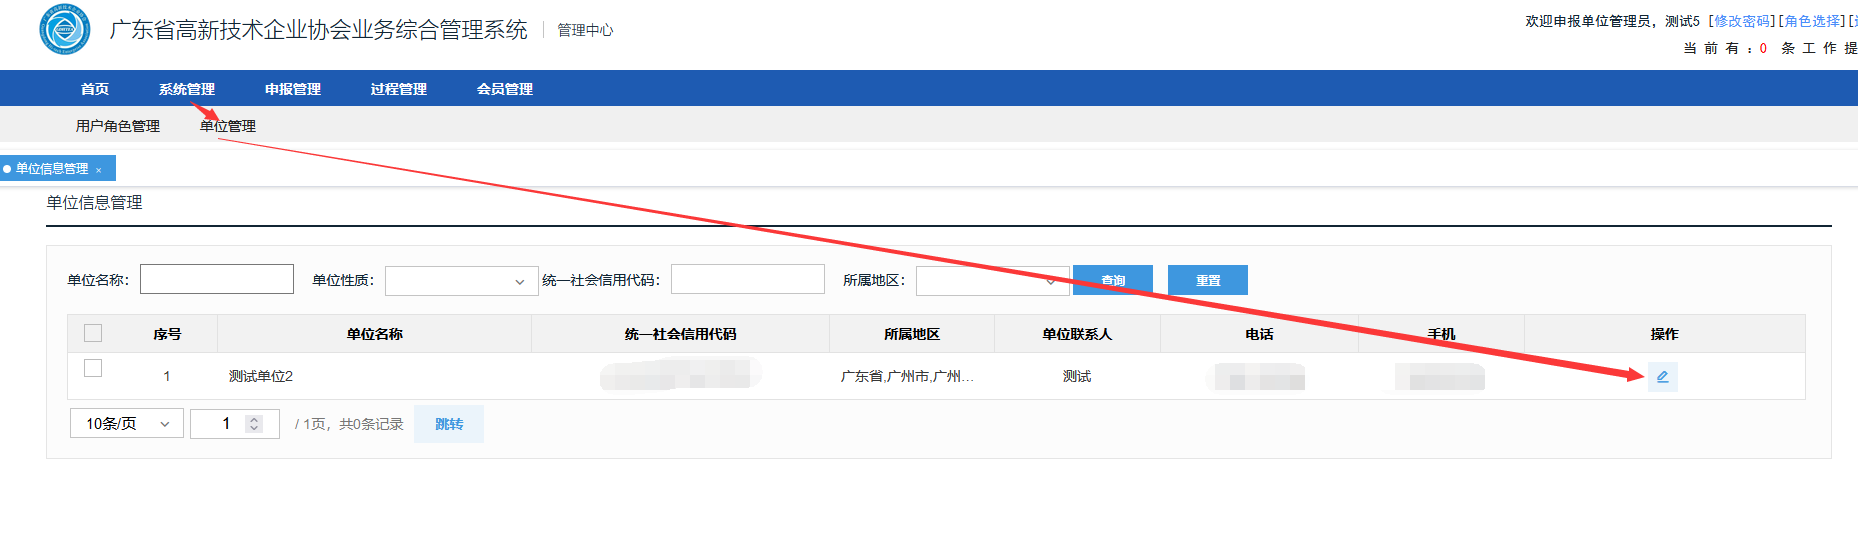 广东省高新技术企业协会业务综合管理系统 管理中心
欢迎申报单位管理员，测试5 [修改密码][角色选择][
当前有：0 条工作提
首页 系统管理 申报管理 过程管理 会员管理
用户角色管理 单位管理
单位信息管理 ×
单位信息管理
单位名称： 单位性质： 统一社会信用代码： 所属地区： 查询 重置
序号 单位名称 统一社会信用代码 所属地区 单位联系人 电话 手机 操作
1 测试单位2 广东省,广州市,广州... 测试
10条/页 1 / 1页，共0条记录 跳转